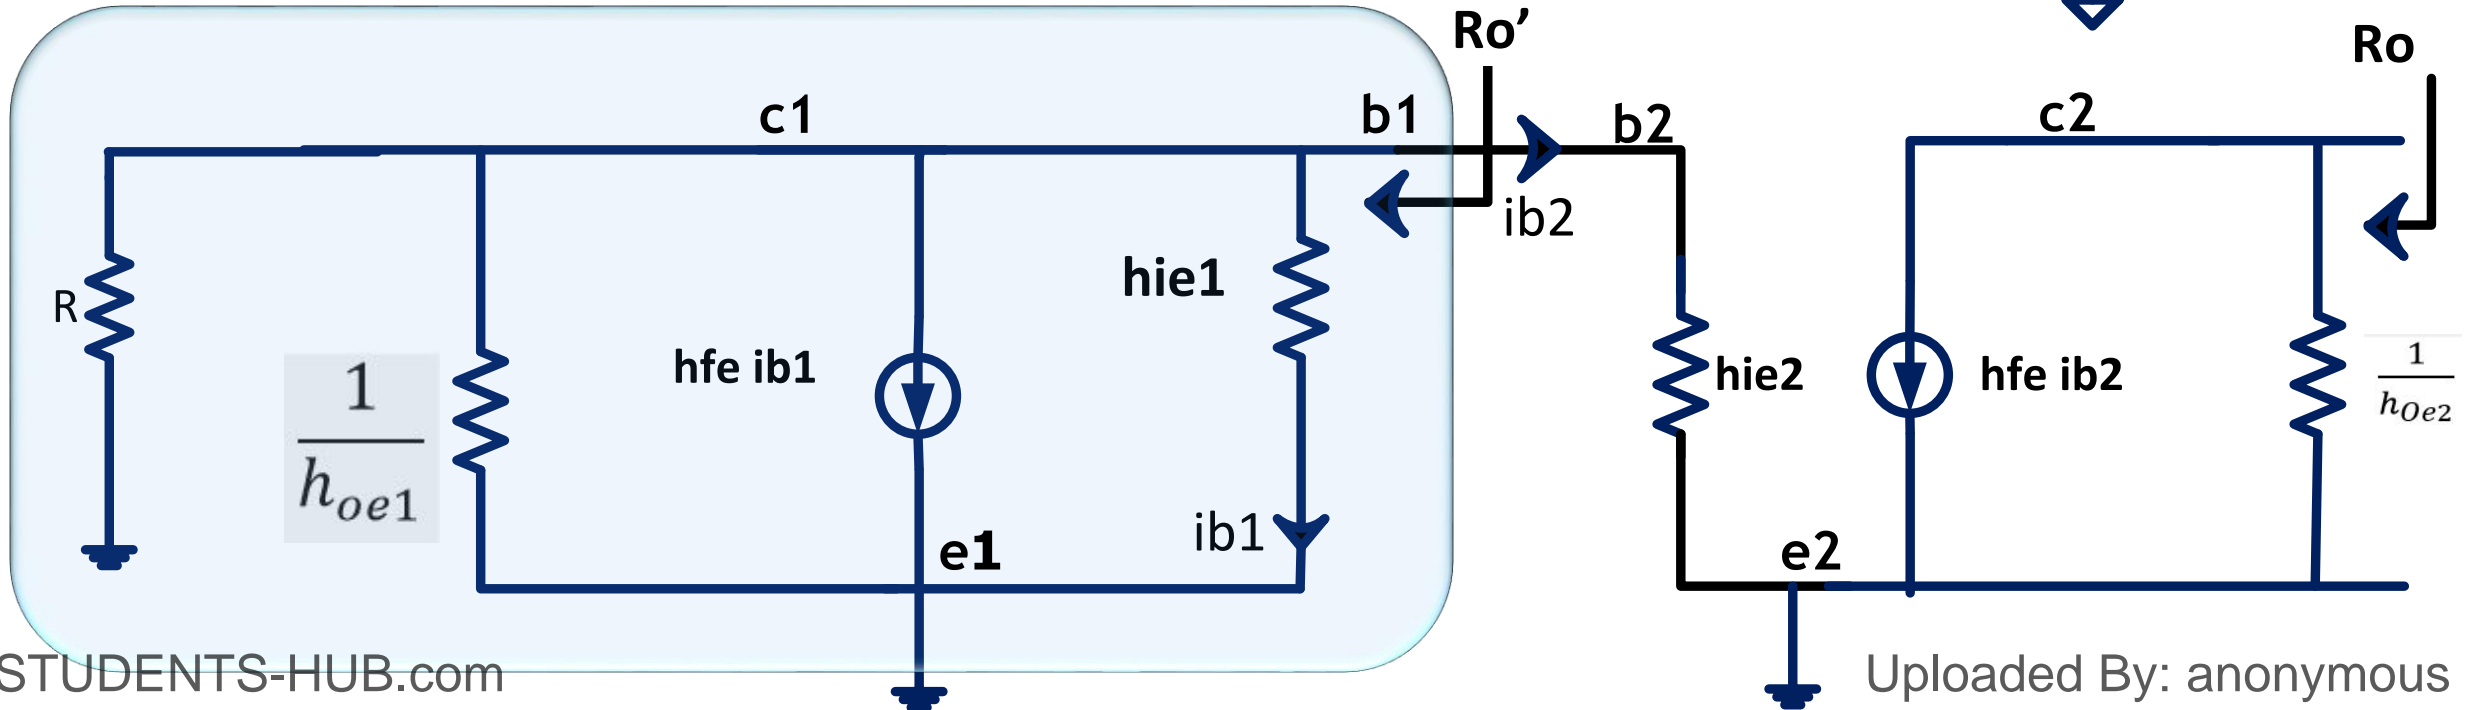 Ro’
Ro
c1
b1
b2
c2
ib2
R
hie1
1
hoe1
hfe ib1
hie2
hfe ib2
1
hOe2
ib1
e1
e2
STUDENTS-HUB.com
Uploaded By: anonymous